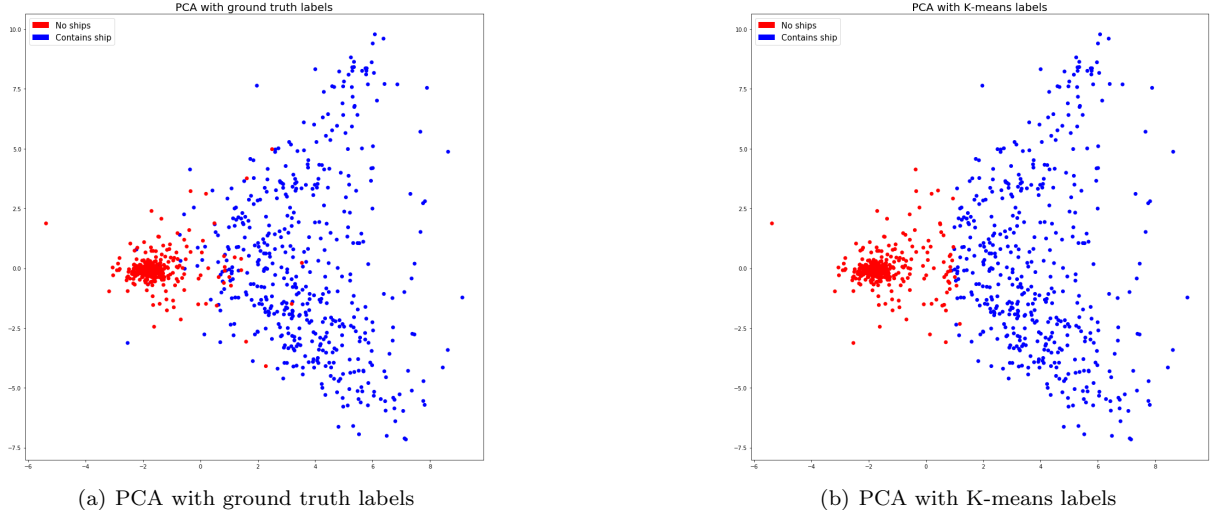 PCA with ground truth labels
No ships
Contains ship
10.0
7.5
5.0
2.5
0.0
−2.5
−5.0
−7.5
−6 −4 −2 0 2 4 6 8
(a) PCA with ground truth labels
PCA with K-means labels
No ships
Contains ship
10.0
7.5
5.0
2.5
0.0
−2.5
−5.0
−7.5
−6 −4 −2 0 2 4 6 8
(b) PCA with K-means labels